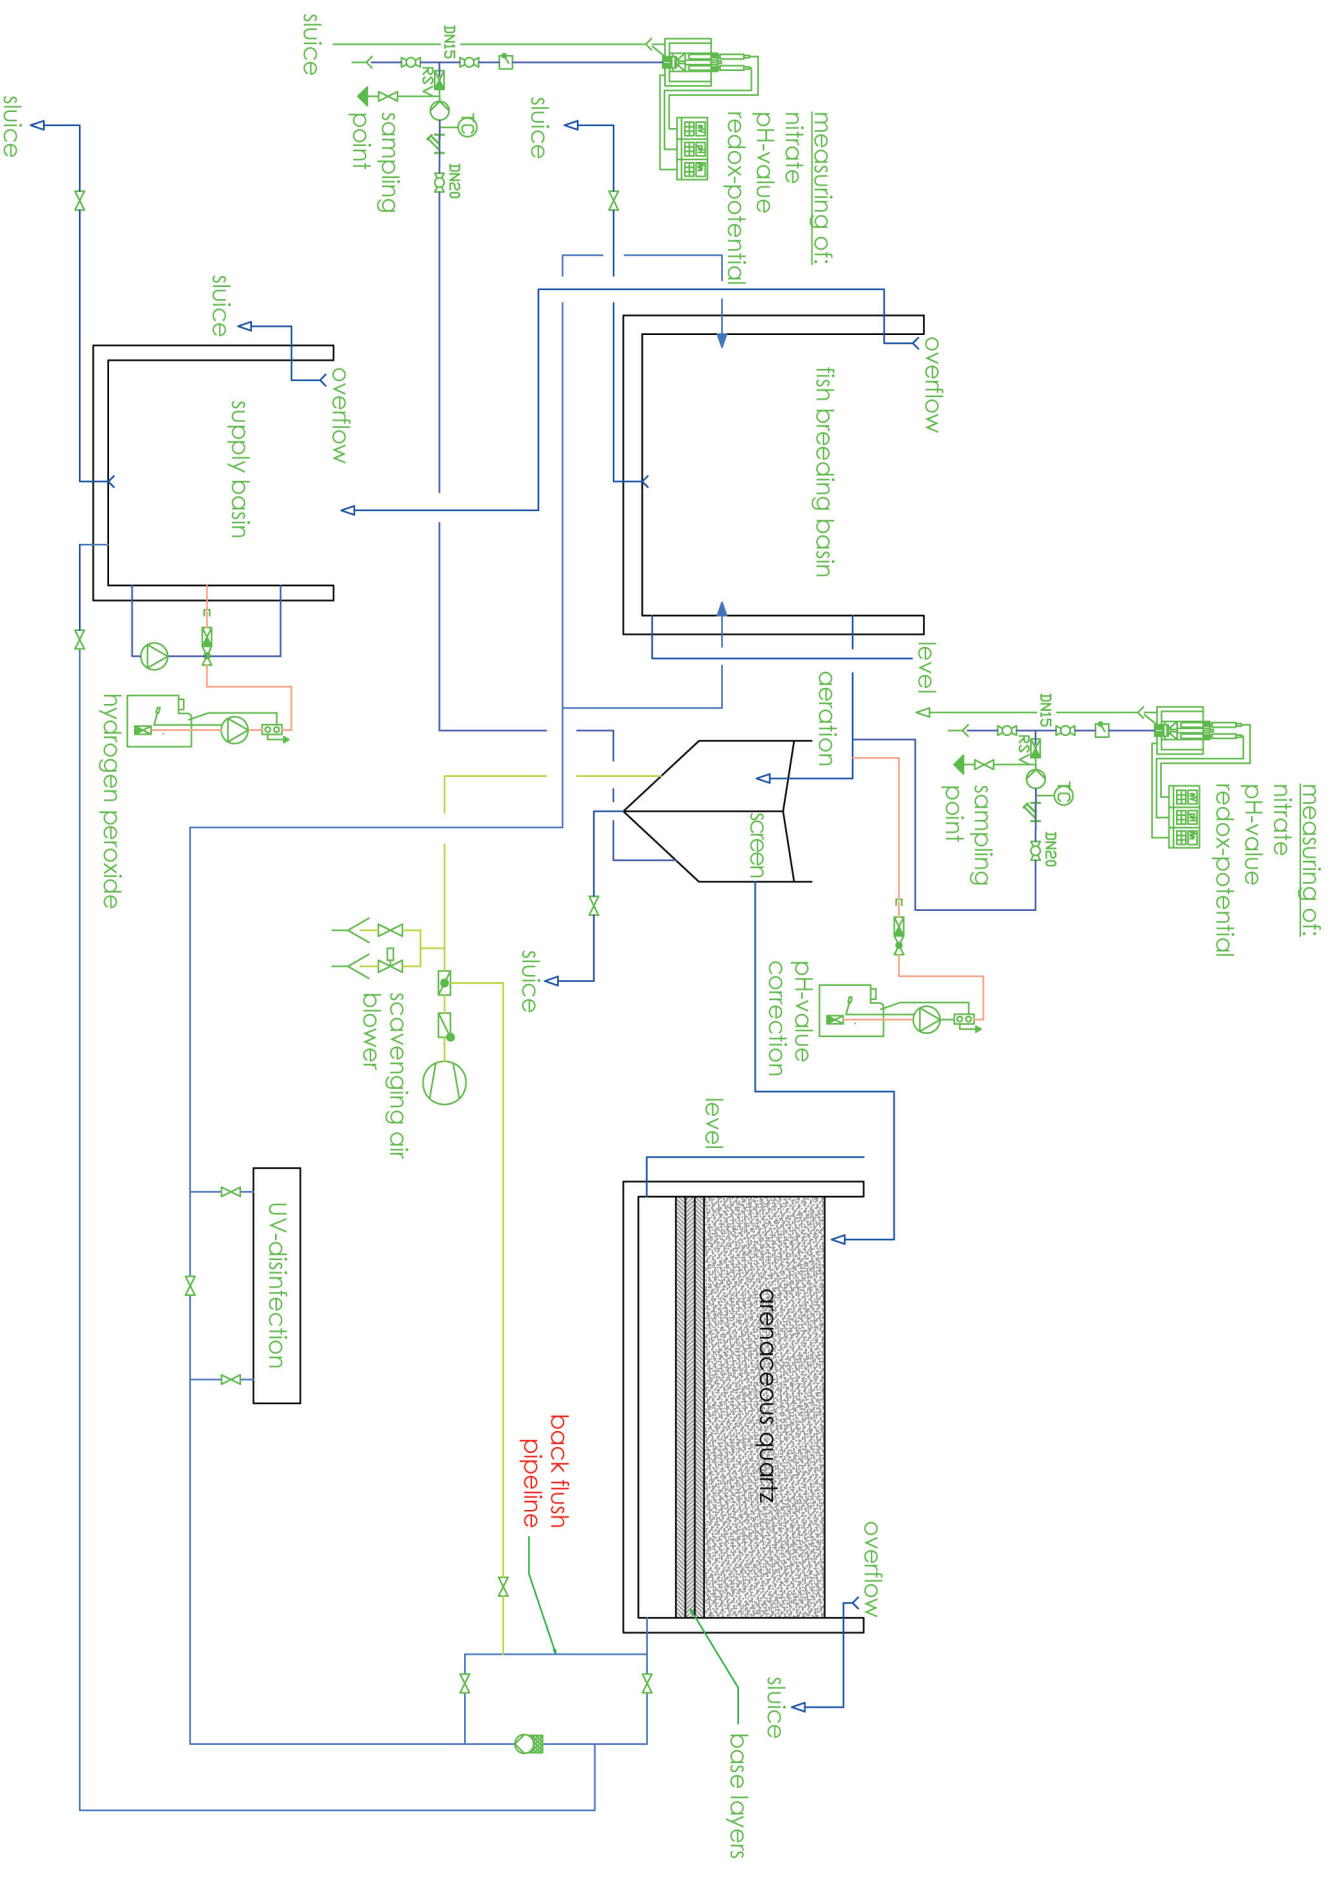 measuring of:
nitrate
pH-value
redox-potential
DN15
RSV
TC
DN20
sampling
point
overflow
level
overflow
measuring of:
nitrate
pH-value
redox-potential
fish breeding basin
aeration
pH-value
correction
screen
arenaceous quartz
level
sluice
base layers
sluice
sluice
back flush
pipeline
DN15
RSV
TC
DN20
sampling
point
scavenging air
blower
sluice
overflow
UV-disinfection
sluice
supply basin
hydrogen peroxide
sluice